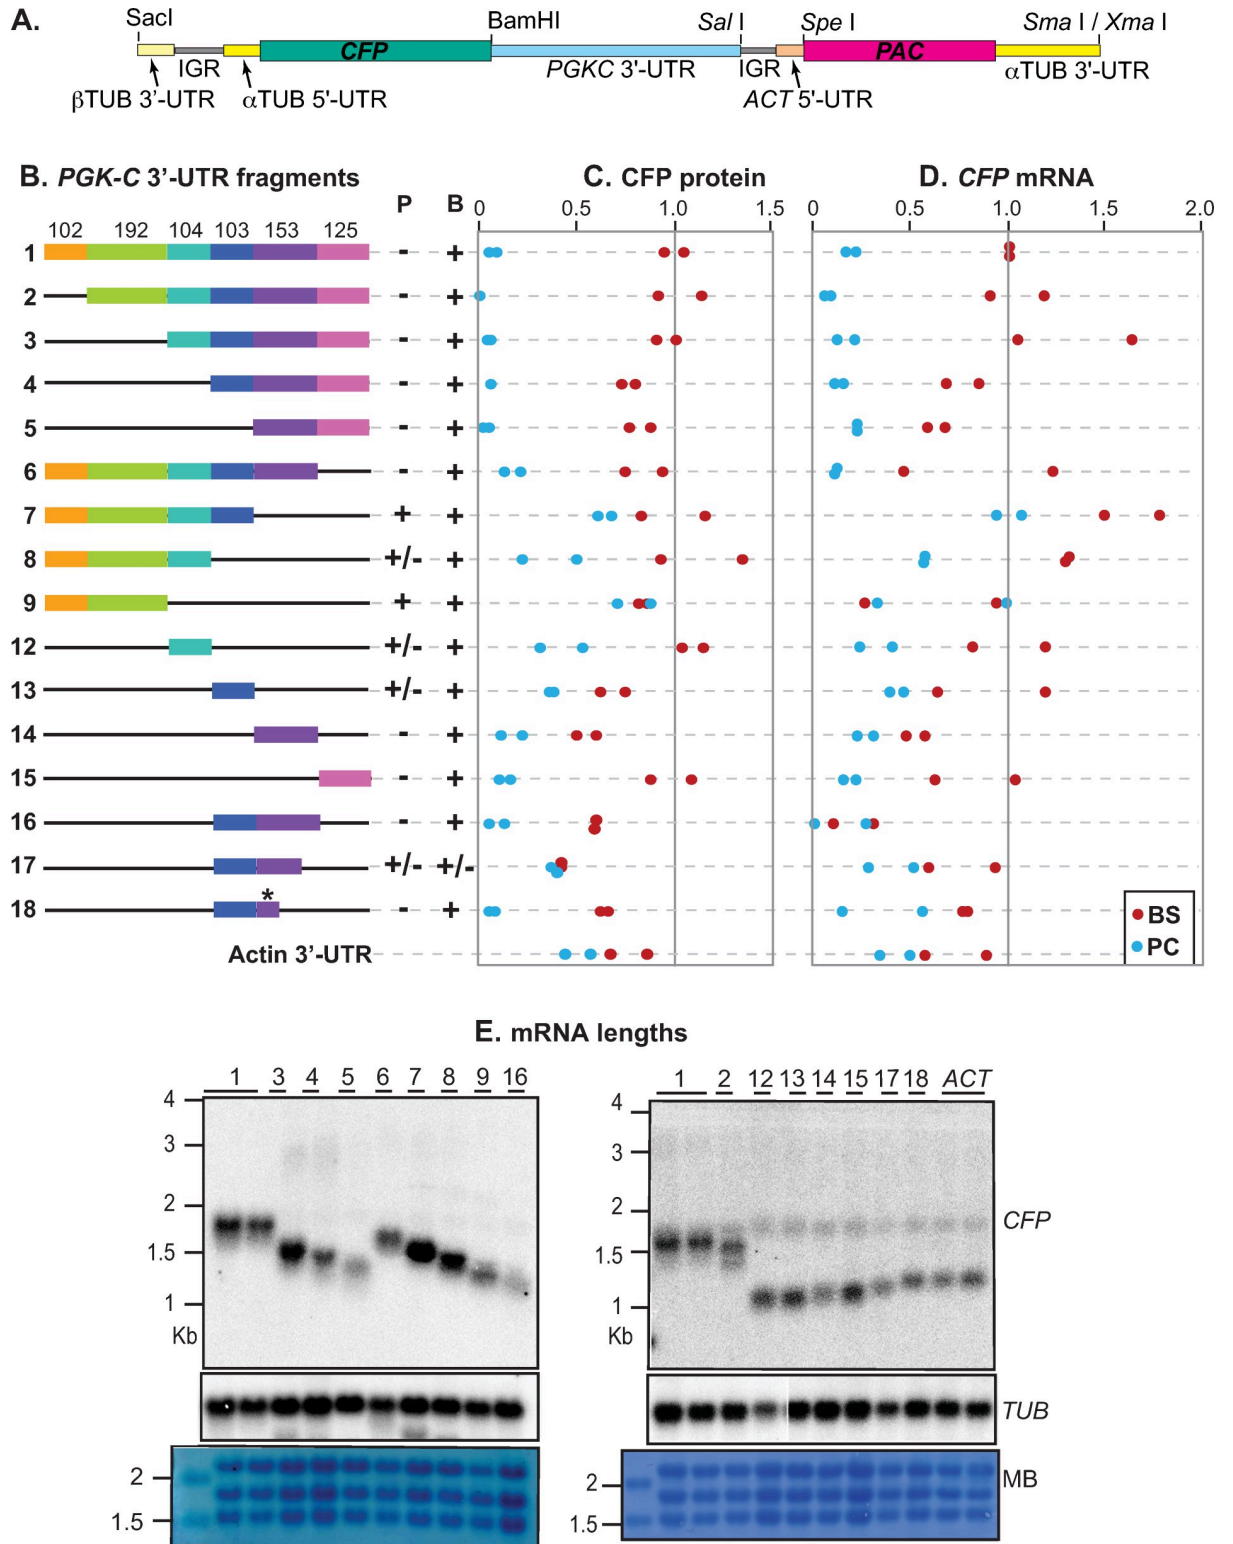 A.
SacI BamHI Sal I Spe I Sma I / Xma I
CFP PAC
IGR PGKC 3'-UTR IGR αTUB 3'-UTR
βTUB 3'-UTR αTUB 5'-UTR ACT 5'-UTR
B. PGK-C 3'-UTR fragments C. CFP protein D. CFP mRNA
P B 0 0.5 1.0 1.5 0 0.5 1.0 1.5 2.0
102 192 104 103 153 125
1 - +
2 - +
3 - +
4 - +
5 - +
6 - +
7 + +
8 +/- +
9 + +
12 +/- +
13 +/- +
14 - +
15 - +
16 - +
17 +/- +/-
*
18 - +
BS
PC
Actin 3'-UTR
E. mRNA lengths
1 3 4 5 6 7 8 9 16
4
3
2
1.5
1
Kb
2
1.5
1 2 12 13 14 15 17 18 ACT
4
3
2
1.5
1
Kb
CFP
TUB
2
1.5
MB